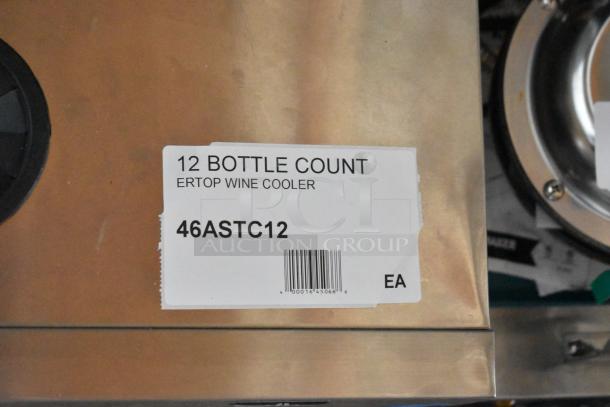 12 BOTTLE COUNT
ERTOP WINE COOLER
PCI
AUCTION GROUP
46ASTC12
EA